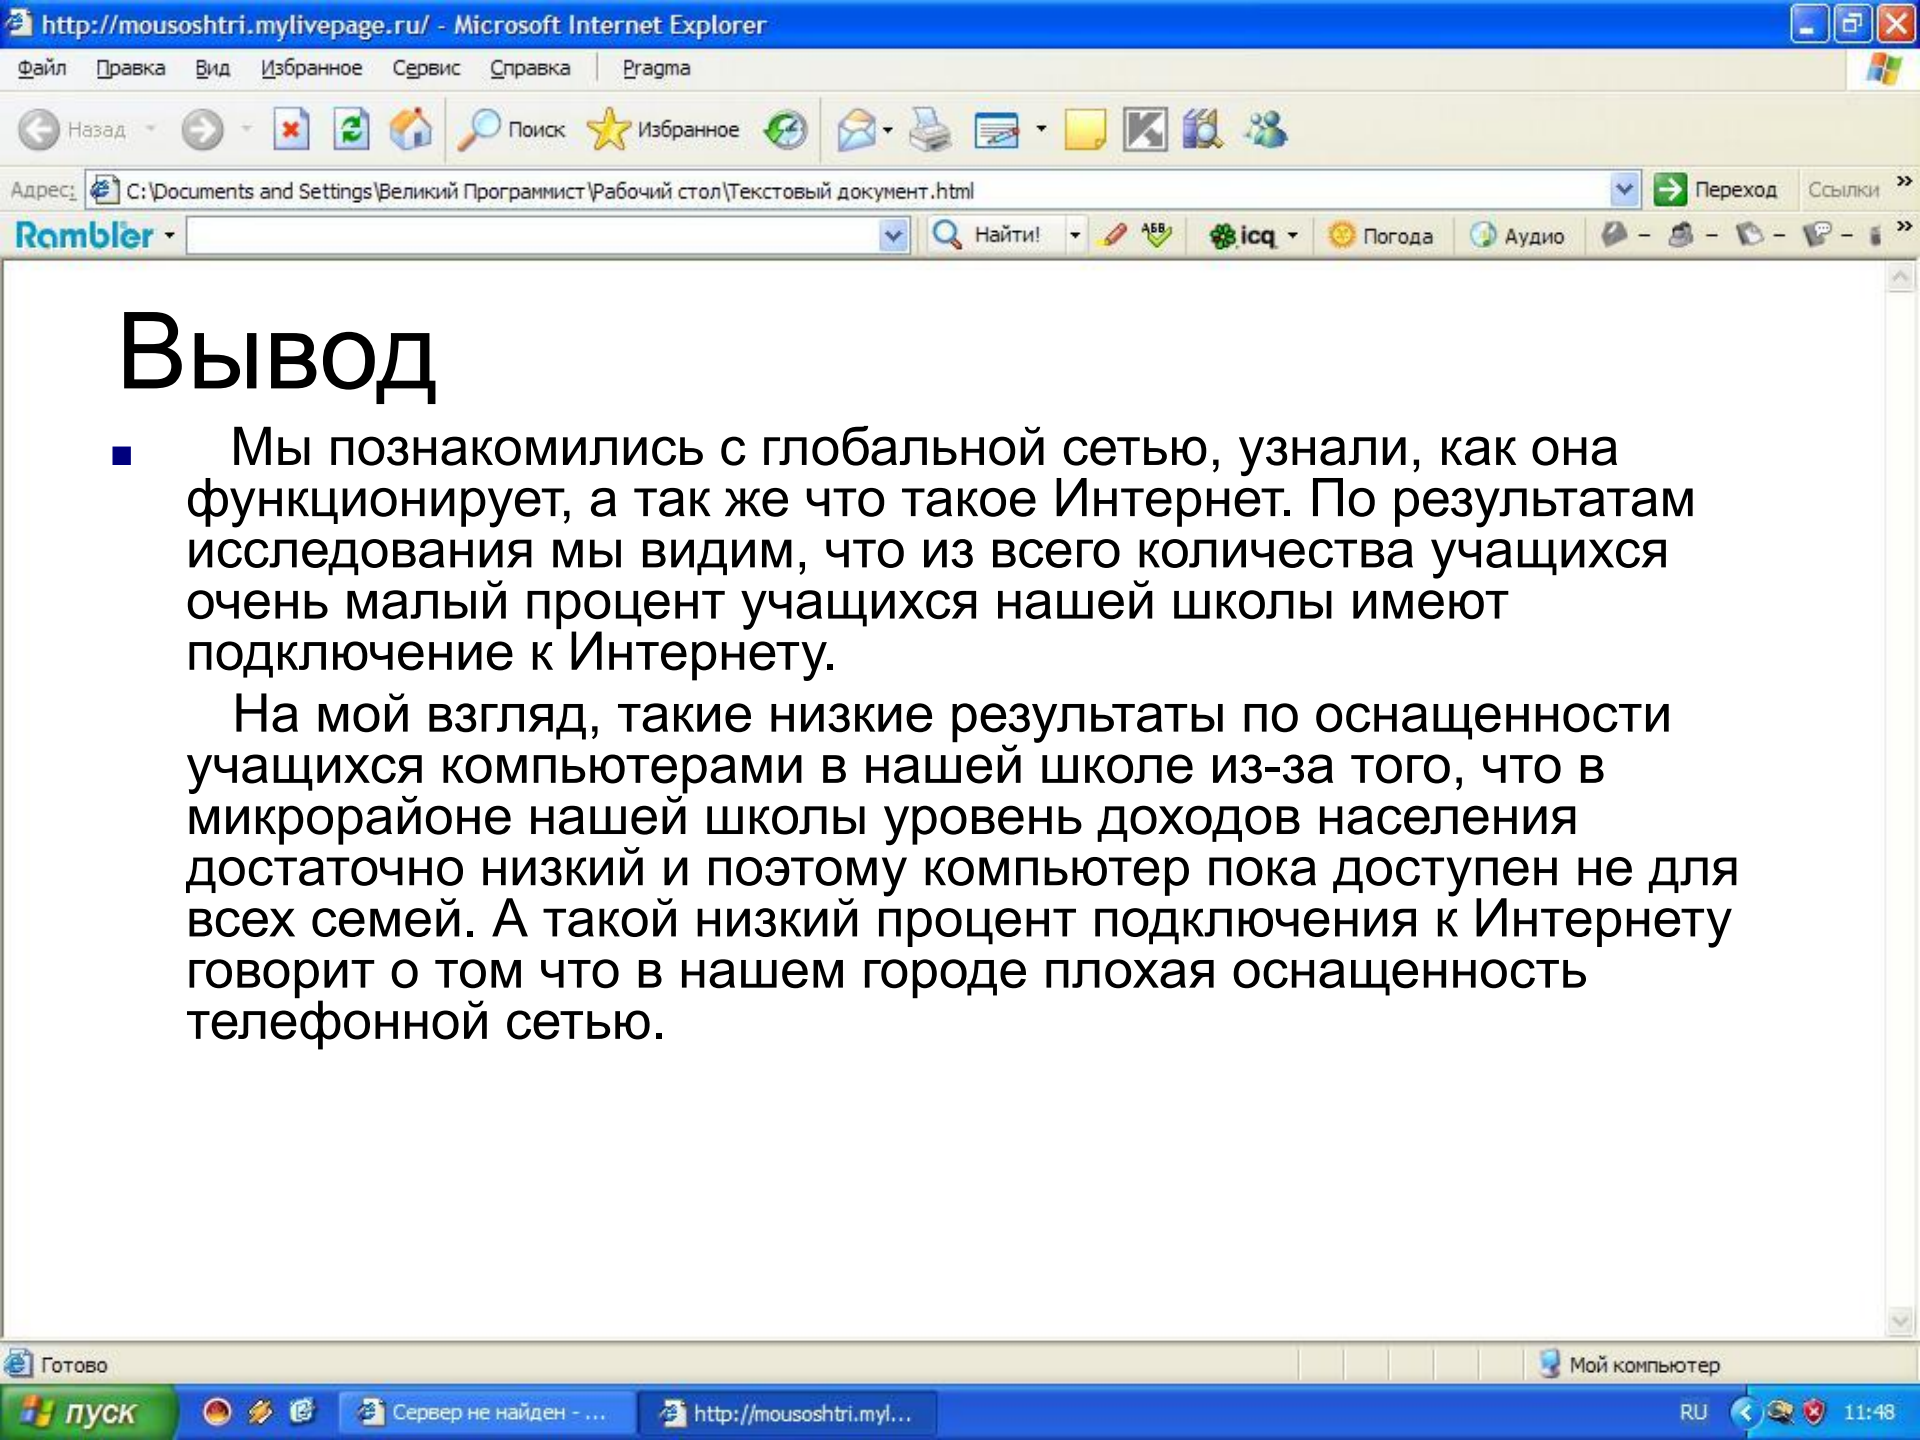 http://mousoshtri.mylivepage.ru/ - Microsoft Internet Explorer
Файл Правка Вид Избранное Сервис Справка Pragma
Назад Поиск Избранное
Адрес: C:\Documents and Settings\Великий Программист\Рабочий стол\Текстовый документ.html Переход Ссылки »
Rambler Найти! АБВ icq Погода Аудио »
Вывод
Мы познакомились с глобальной сетью, узнали, как она
функционирует, а так же что такое Интернет. По результатам
исследования мы видим, что из всего количества учащихся
очень малый процент учащихся нашей школы имеют
подключение к Интернету.
На мой взгляд, такие низкие результаты по оснащенности
учащихся компьютерами в нашей школе из-за того, что в
микрорайоне нашей школы уровень доходов населения
достаточно низкий и поэтому компьютер пока доступен не для
всех семей. А такой низкий процент подключения к Интернету
говорит о том что в нашем городе плохая оснащенность
телефонной сетью.
Готово Мой компьютер
пуск Сервер не найден - ... http://mousoshtri.myl... RU 11:48